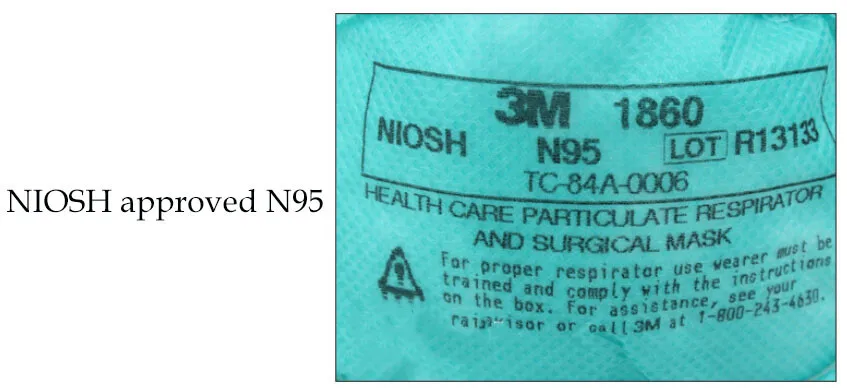 NIOSH approved N95
3M 1860
NIOSH N95 LOT R13133
TC-84A-0006
HEALTH CARE PARTICULATE RESPIRATOR
AND SURGICAL MASK
For proper respirator use wearer must be
trained and comply with the instructions
on the box. For assistance, see your
or call 3M at 1-800-243-4630.